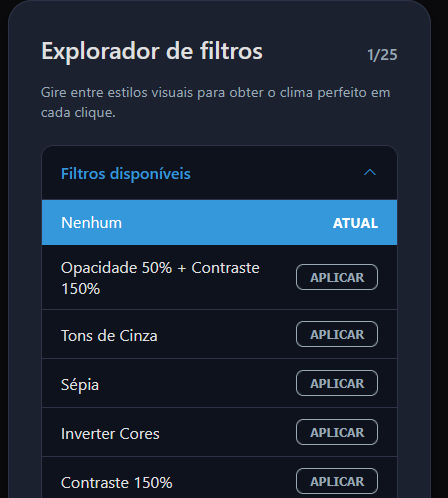 Explorador de filtros
1/25
Gire entre estilos visuais para obter o clima perfeito em
cada clique.
Filtros disponíveis
Nenhum
ATUAL
Opacidade 50% + Contraste
150%
APLICAR
Tons de Cinza
APLICAR
Sépia
APLICAR
Inverter Cores
APLICAR
Contraste 150%
APLICAR